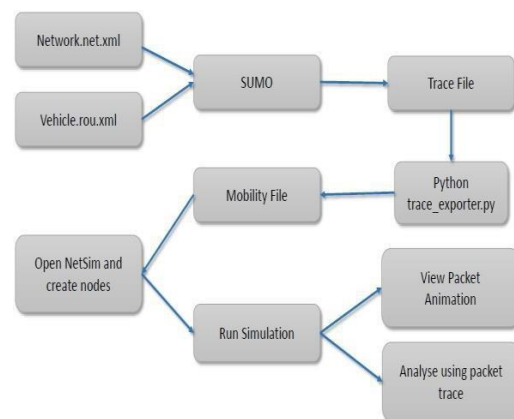 Network.net.xml
Vehicle.rou.xml
SUMO
Trace File
Python
trace_exporter.py
Mobility File
Open NetSim and
create nodes
Run Simulation
View Packet
Animation
Analyse using packet
trace